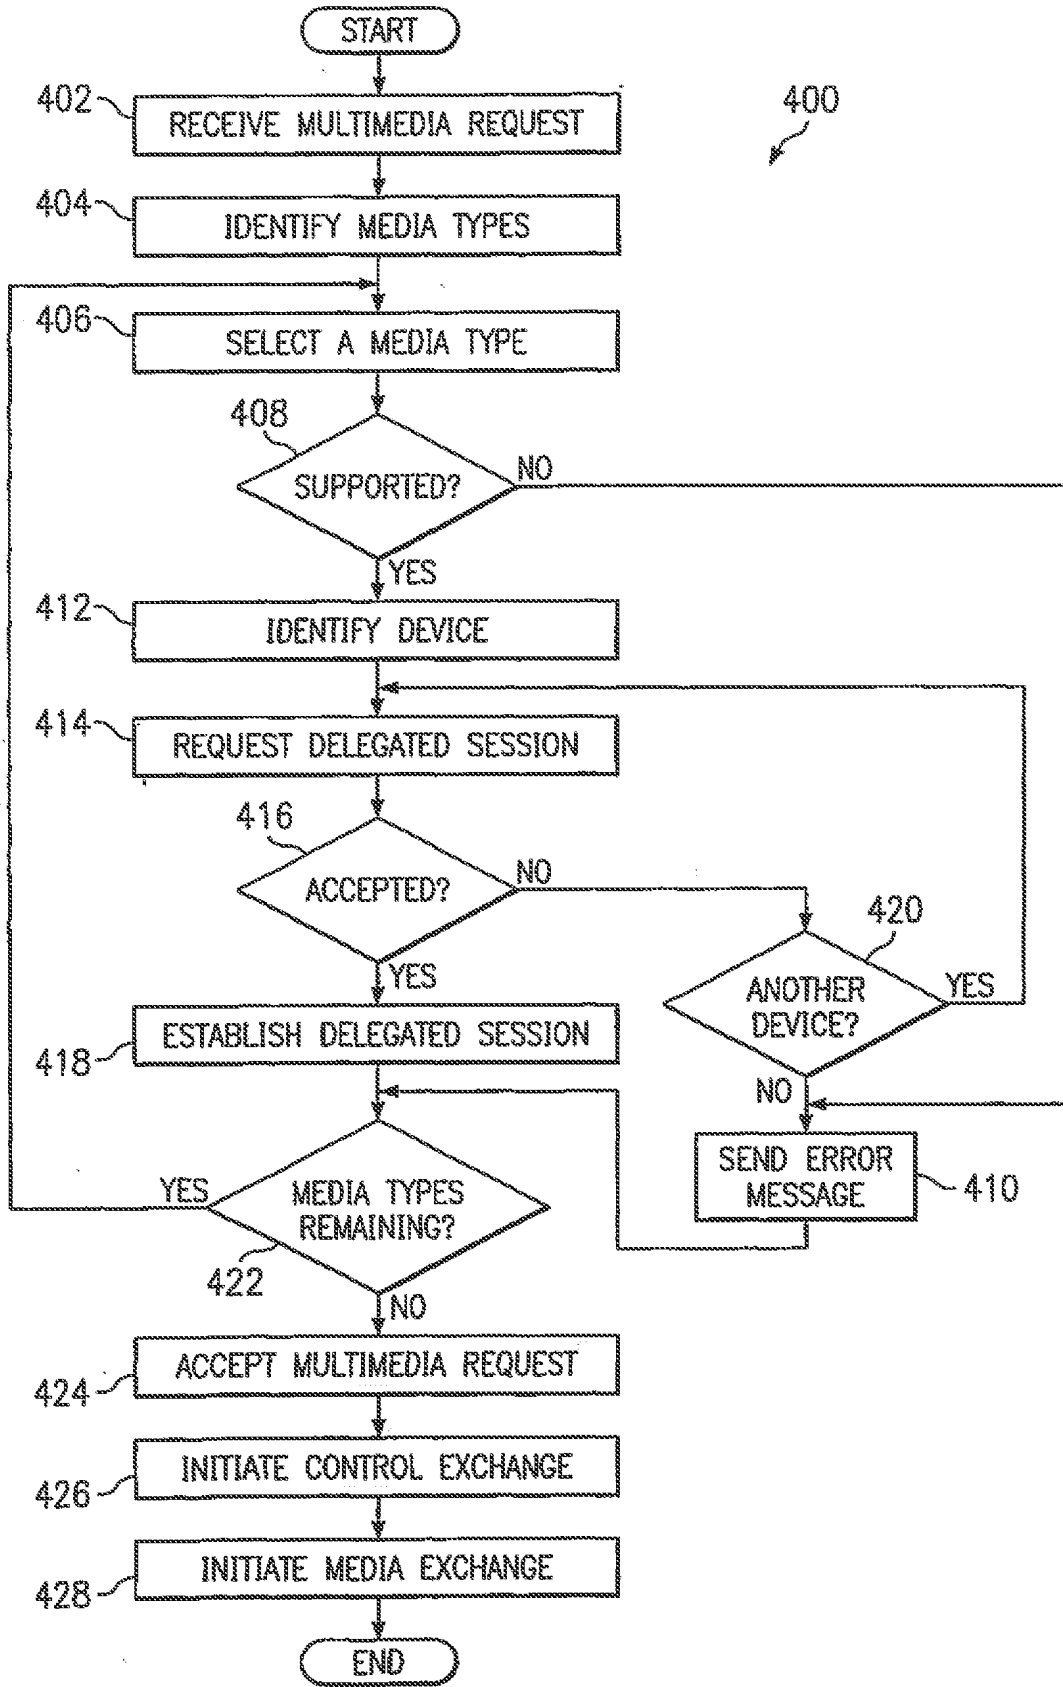 START
402
RECEIVE MULTIMEDIA REQUEST
400
404
IDENTIFY MEDIA TYPES
406
SELECT A MEDIA TYPE
408
SUPPORTED?
NO
YES
412
IDENTIFY DEVICE
414
REQUEST DELEGATED SESSION
416
ACCEPTED?
NO
YES
420
ANOTHER
DEVICE?
YES
NO
418
ESTABLISH DELEGATED SESSION
SEND ERROR
MESSAGE
410
YES
MEDIA TYPES
REMAINING?
422
NO
424
ACCEPT MULTIMEDIA REQUEST
426
INITIATE CONTROL EXCHANGE
428
INITIATE MEDIA EXCHANGE
END